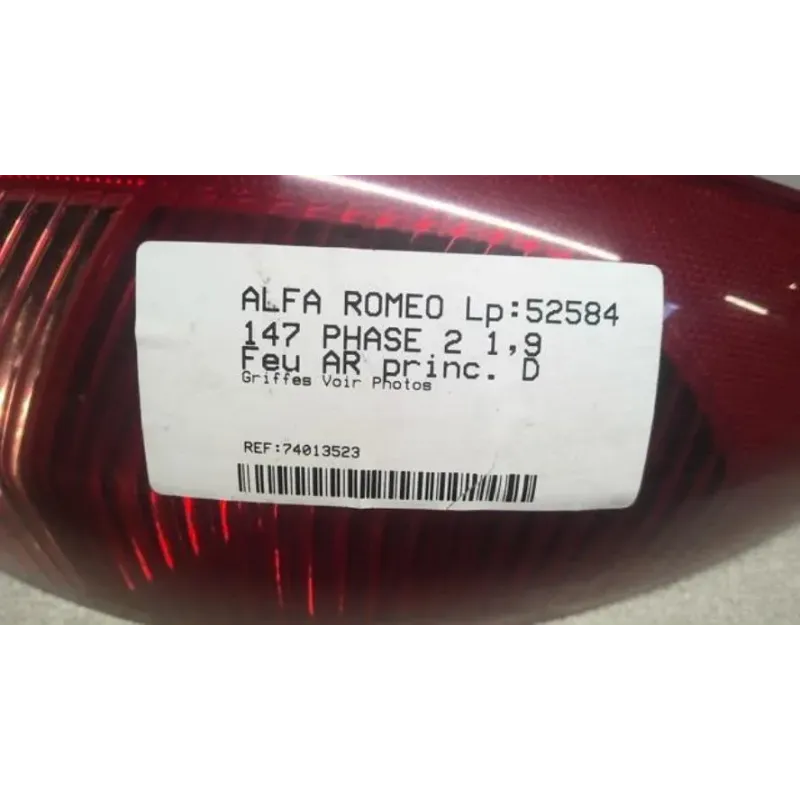 ALFA ROMEO Lp:52584
147 PHASE 2 1,9
Feu AR princ. D
Griffes Voir Photos
REF:74013523